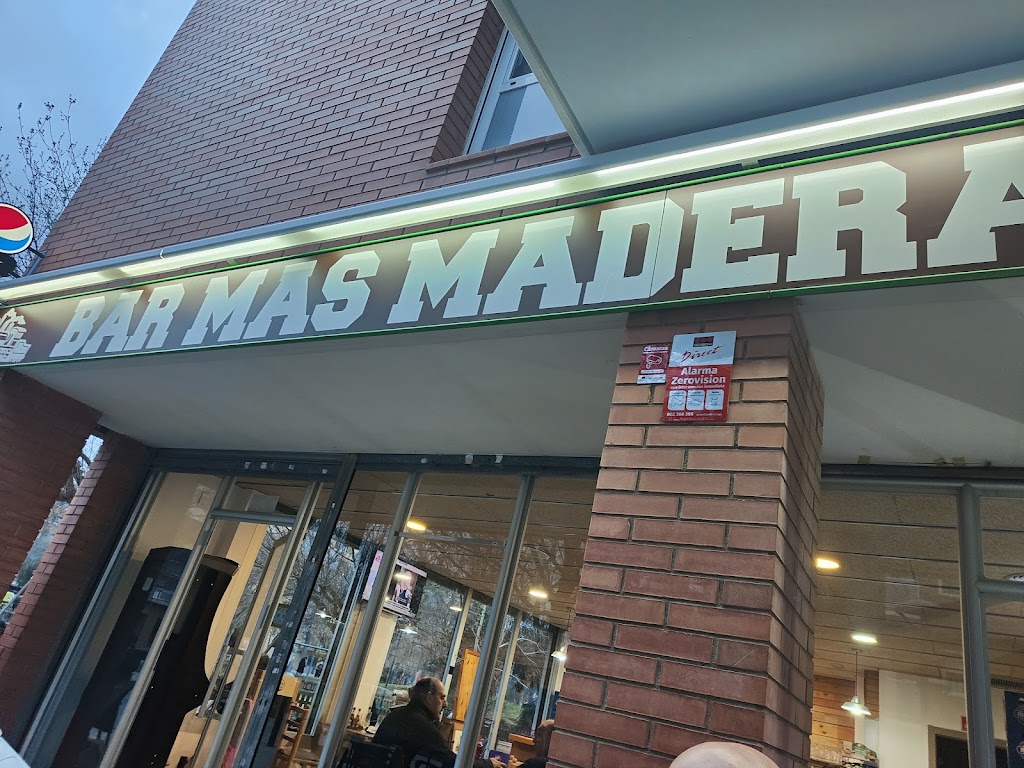 BAR MAS MADERA
Direct
Alarma
Zerovision